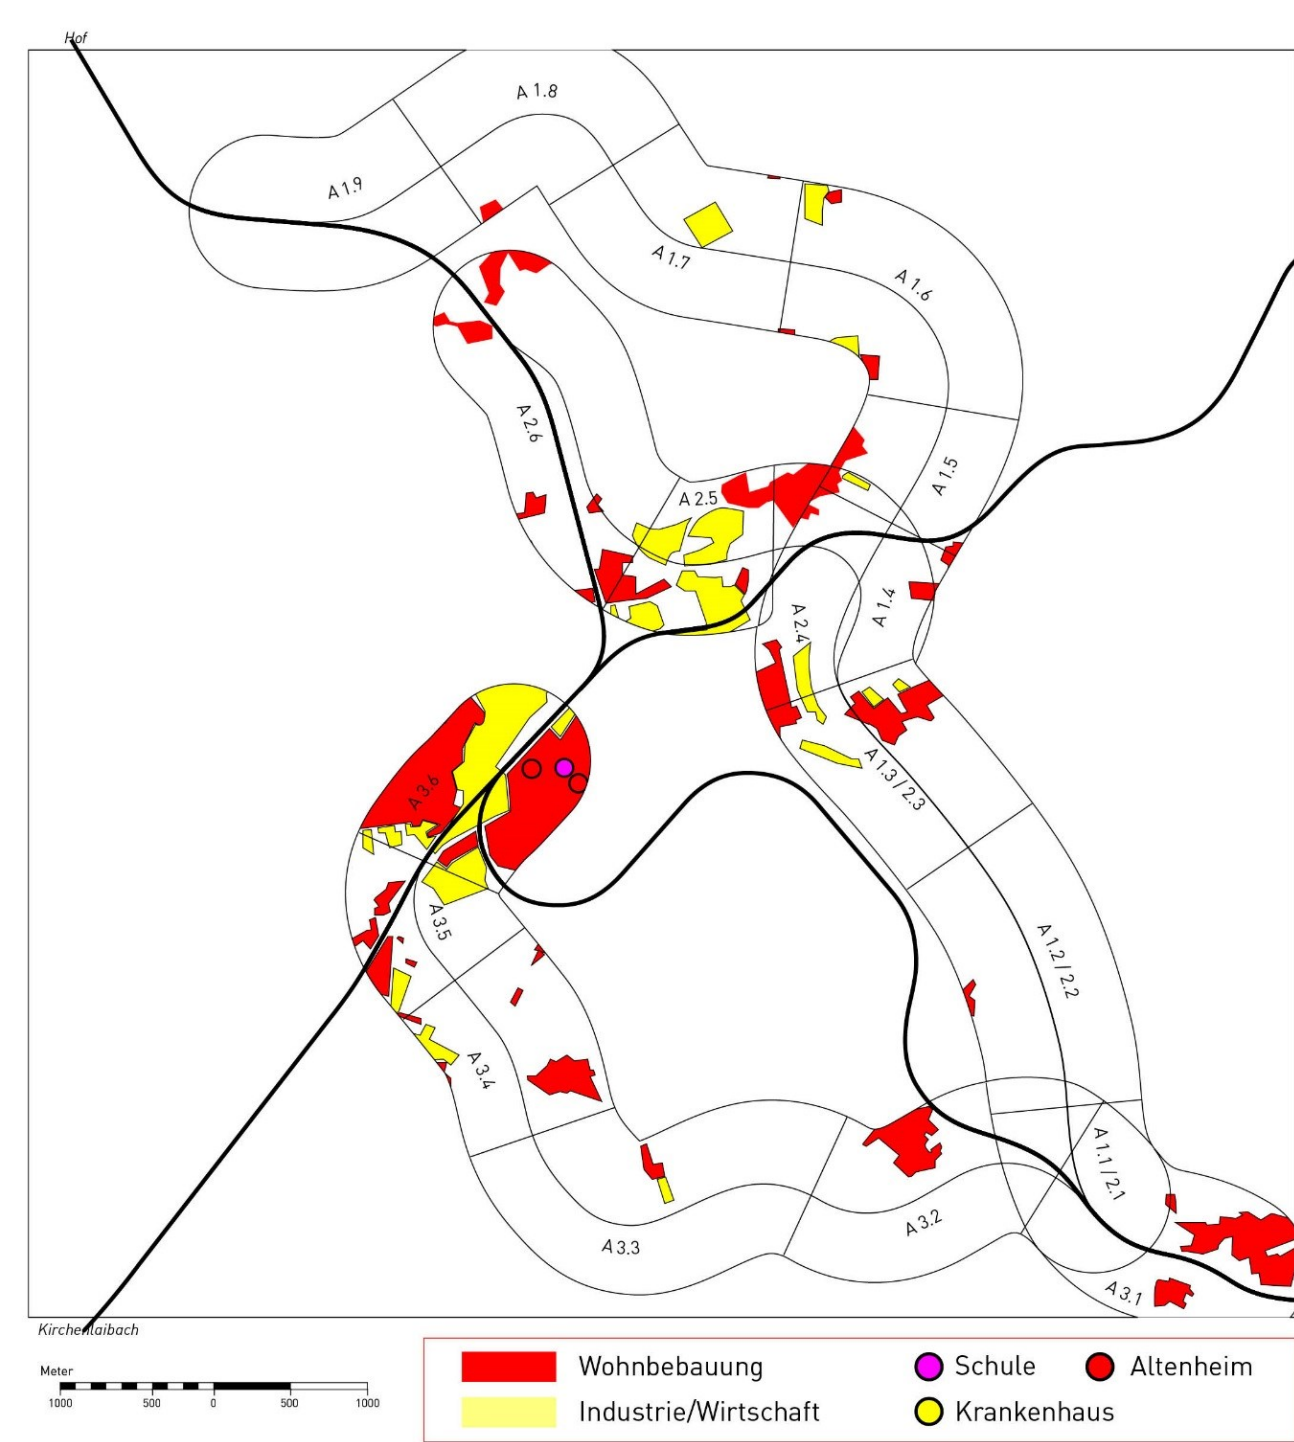 Hof
A 1.8
A 1.9
A 1.7
A 1.6
A 2.6
A 1.5
A 2.5
A 1.4
A 2.4
A 1.3 / 2.3
A 3.6
A 3.5
A 1.2 / 2.2
A 3.4
A 1.1 / 2.1
A 3.2
A 3.3
A 3.1
Kirchenlaibach
Meter
1000 500 0 500 1000
Wohnbebauung
Schule
Altenheim
Industrie/Wirtschaft
Krankenhaus